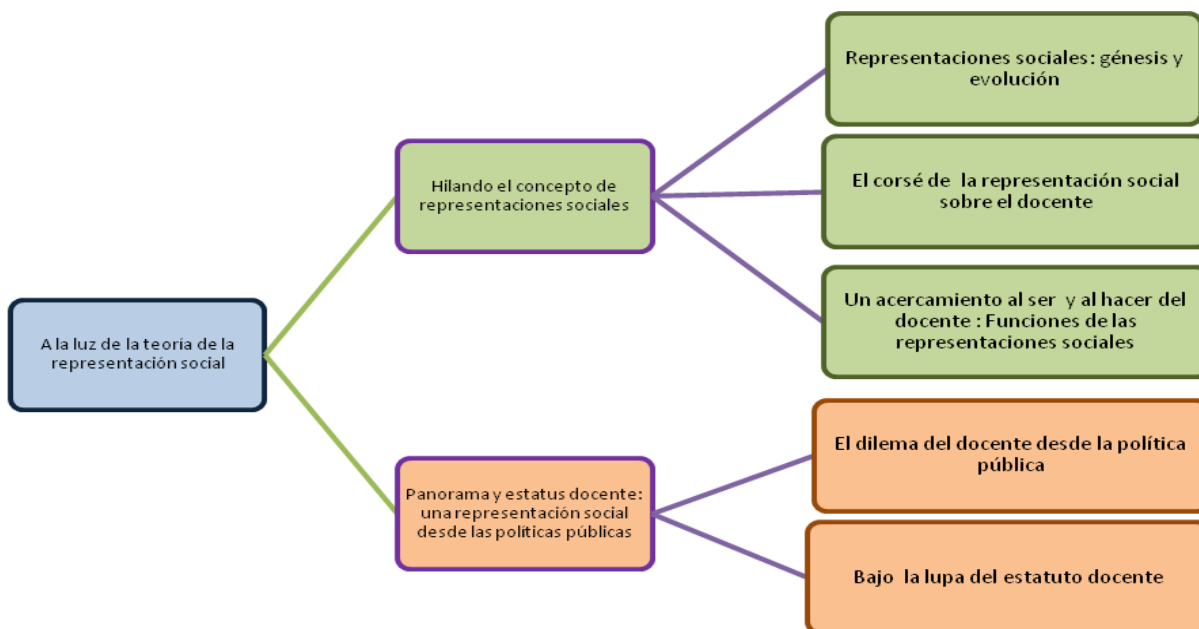 Representaciones sociales: génesis y
evolución
Hilando el concepto de
representaciones sociales
El corsé de  la representación social
sobre el docente
Un acercamiento al ser  y al hacer del
docente : Funciones de las
representaciones sociales
A la luz de la teoría de la
representación social
El dilema del docente desde la política
pública
Panorama y estatus docente:
una representación social
desde las políticas públicas
Bajo  la lupa del estatuto docente